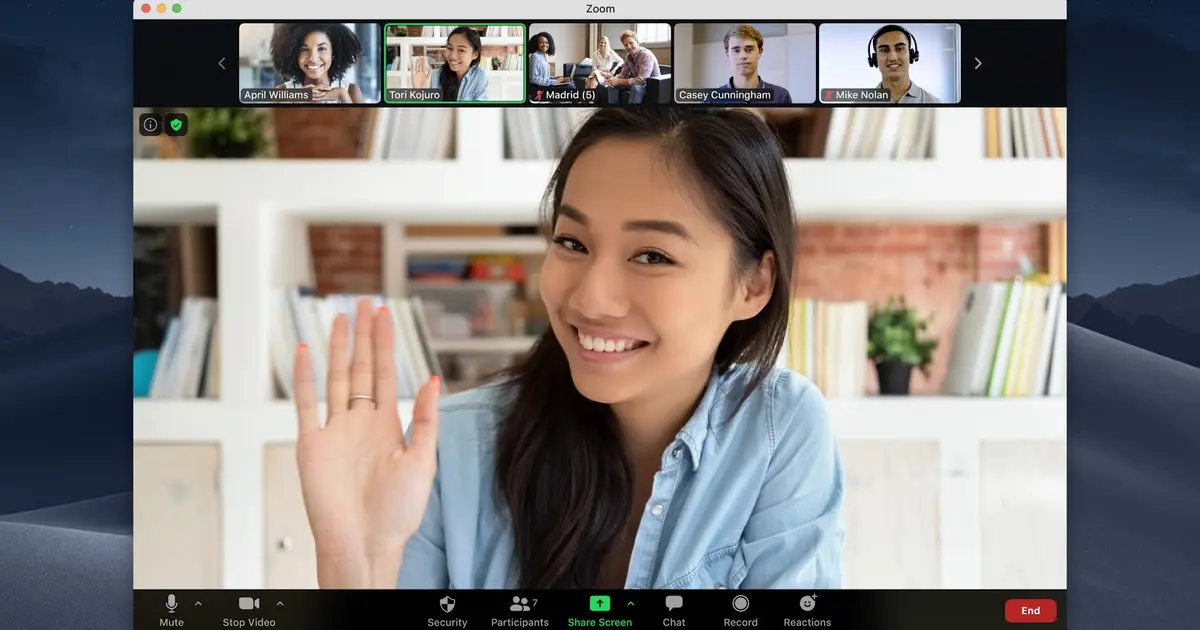 Zoom
April Williams
Tori Kojuro
Madrid (5)
Casey Cunningham
Mike Nolan
Mute
Stop Video
Security
Participants
7
Share Screen
Chat
Record
Reactions
End